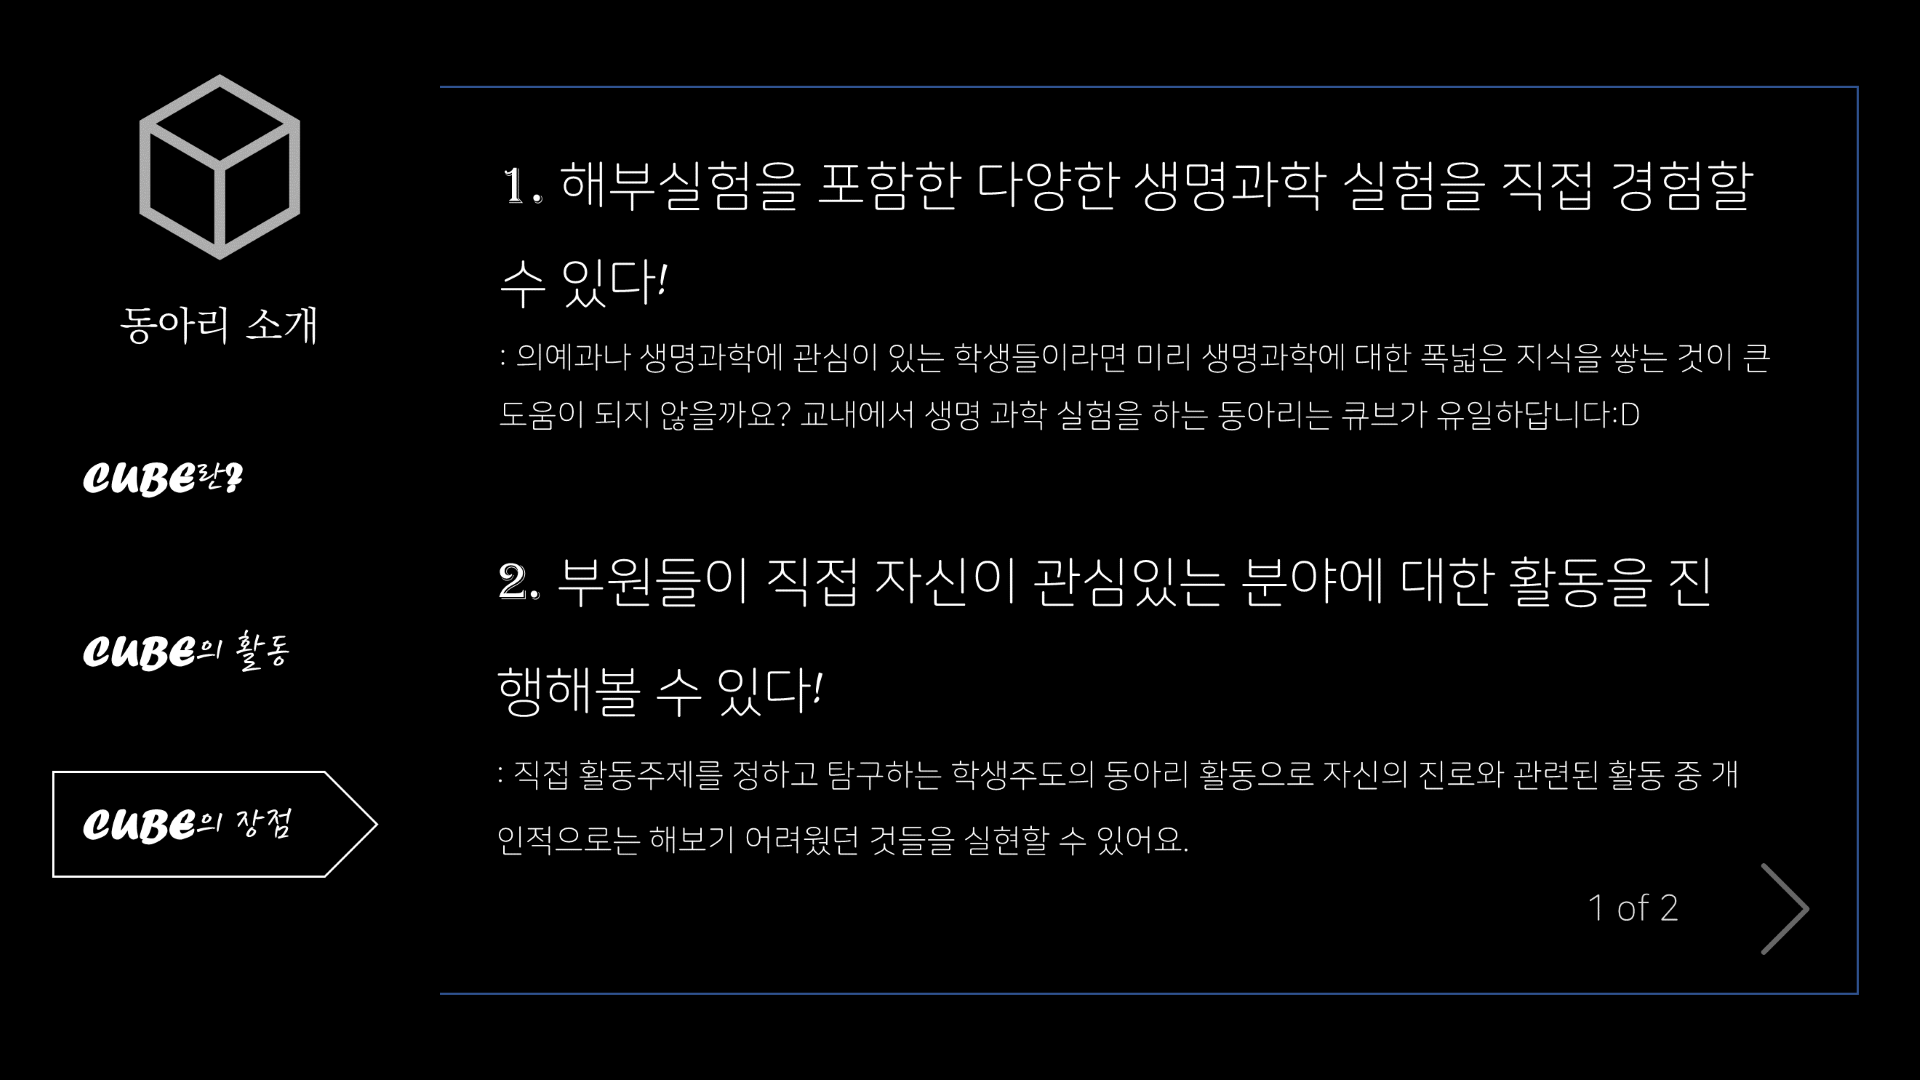 동아리 소개
CUBE란?
CUBE의 활동
CUBE의 장점
1. 해부실험을 포함한 다양한 생명과학 실험을 직접 경험할
수 있다!
: 의예과나 생명과학에 관심이 있는 학생들이라면 미리 생명과학에 대한 폭넓은 지식을 쌓는 것이 큰
도움이 되지 않을까요? 교내에서 생명 과학 실험을 하는 동아리는 큐브가 유일하답니다:D
2. 부원들이 직접 자신이 관심있는 분야에 대한 활동을 진
행해볼 수 있다!
: 직접 활동주제를 정하고 탐구하는 학생주도의 동아리 활동으로 자신의 진로와 관련된 활동 중 개
인적으로는 해보기 어려웠던 것들을 실현할 수 있어요.
1 of 2